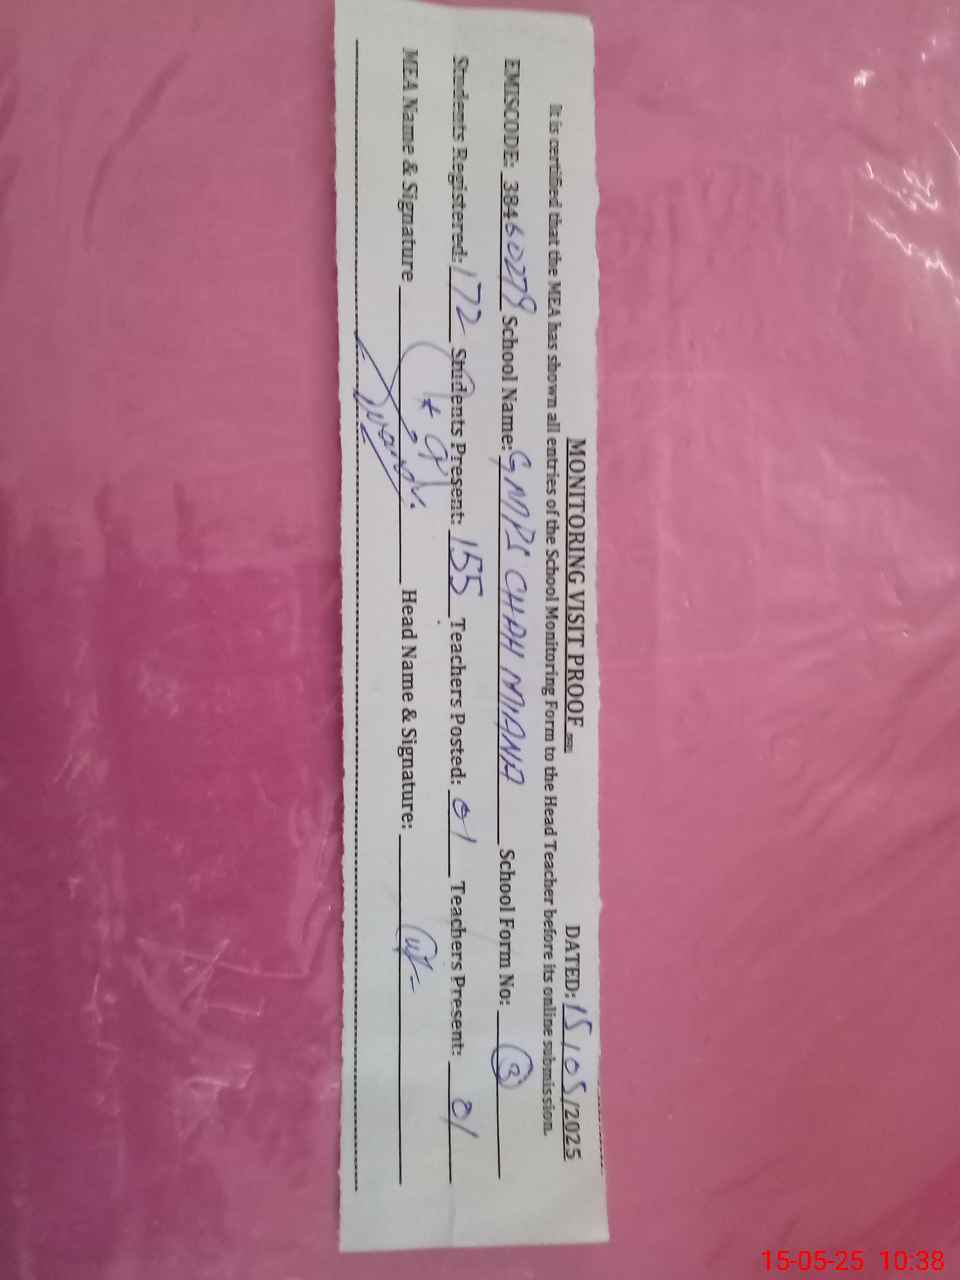 MONITORING VISIT PROOF DATED: 15/05/2025
It is certified that the MEA has shown all entries of the School Monitoring Form to the Head Teacher before its online submission.
EMISCODE: 38460279 School Name: GMPS CHAH MIANA School Form No: 3
Students Registered: 172 Students Present: 155 Teachers Posted: 01 Teachers Present: 01
MEA Name & Signature Head Name & Signature:
15-05-25 10:38